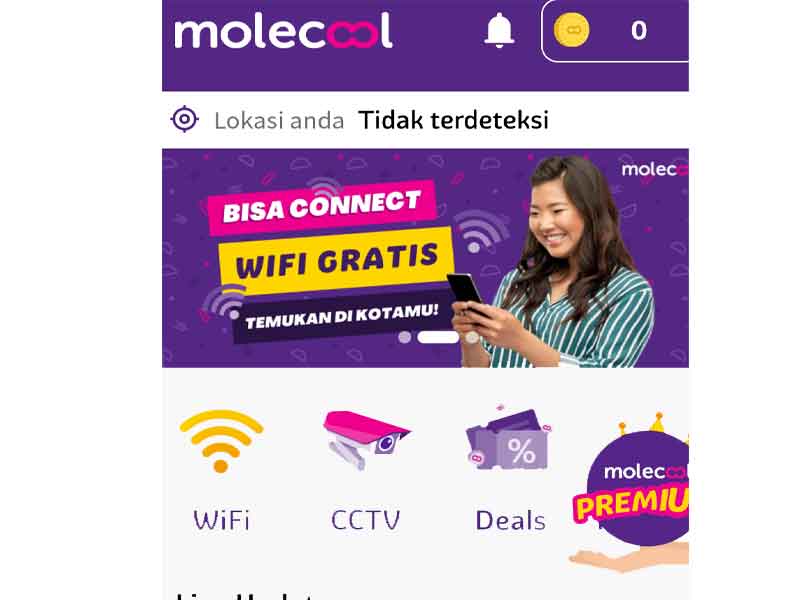 molecool
0
Lokasi anda Tidak terdeteksi
molecoo
BISA CONNECT
WIFI GRATIS
TEMUKAN DI KOTAMU!
%
WiFi CCTV Deals
molecool
PREMIU